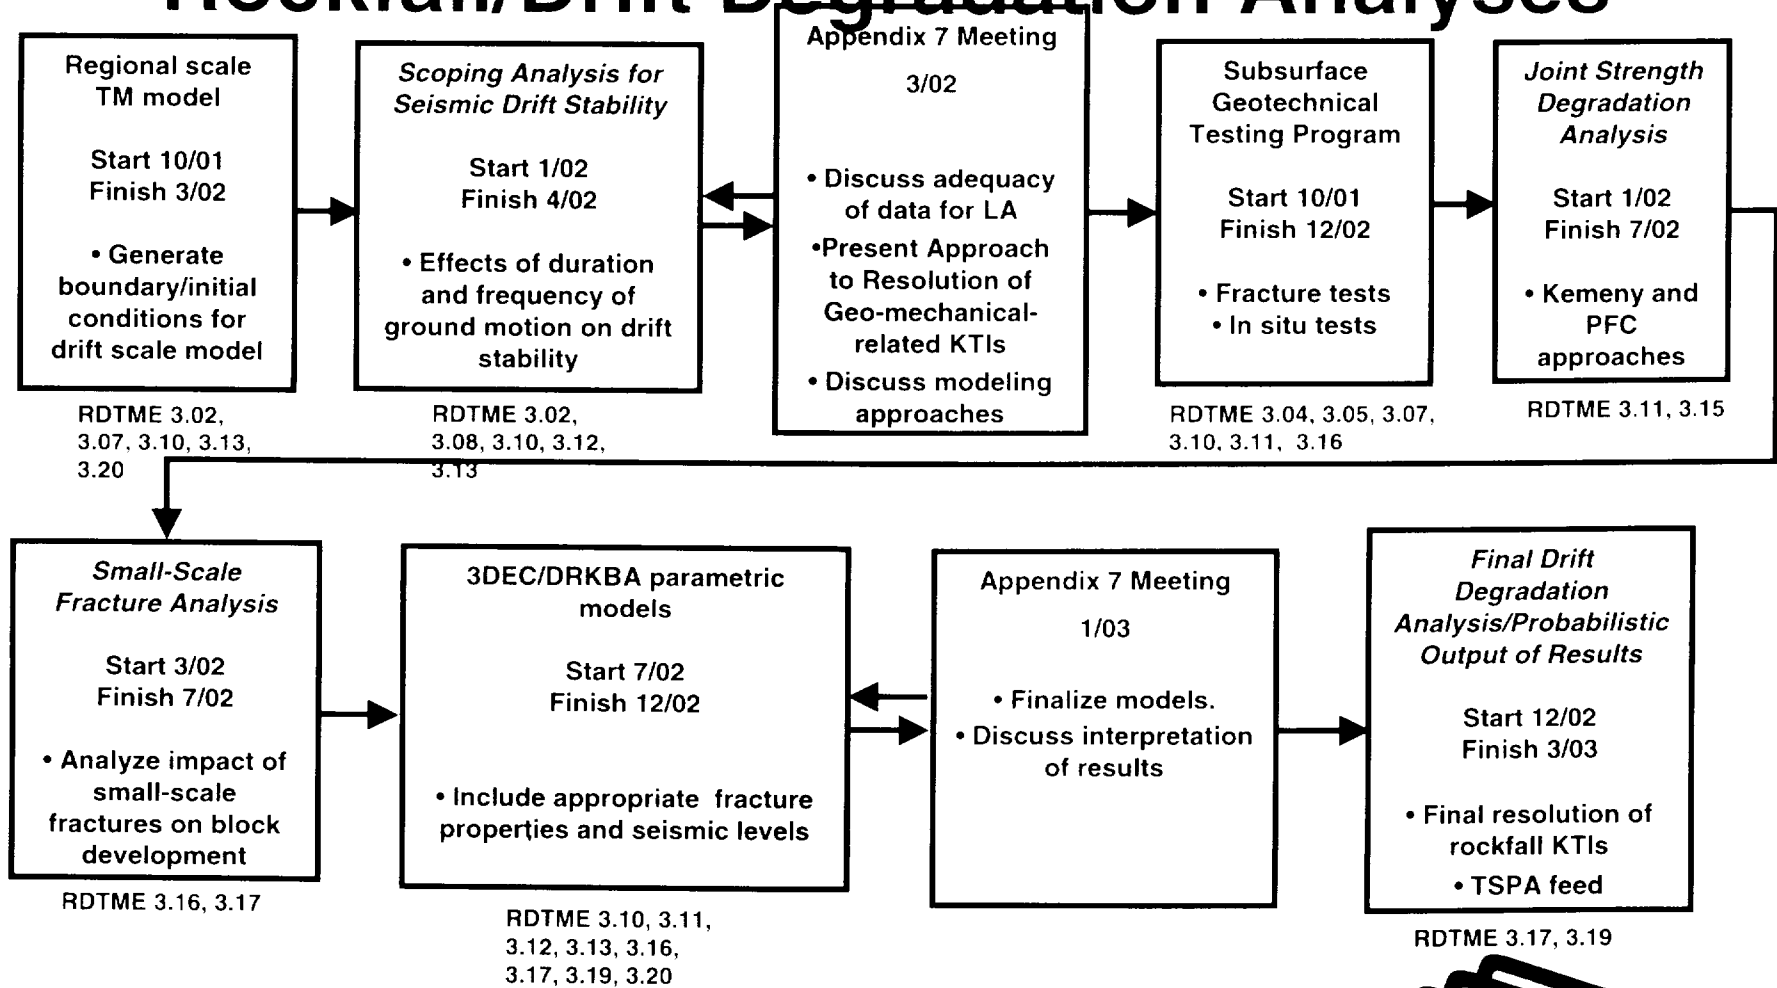 Rockfall/Drift Degradation Analyses
Regional scale
TM model
Start 10/01
Finish 3/02
• Generate
boundary/initial
conditions for
drift scale model
RDTME 3.02,
3.07, 3.10, 3.13,
3.20
Scoping Analysis for
Seismic Drift Stability
Start 1/02
Finish 4/02
• Effects of duration
and frequency of
ground motion on drift
stability
RDTME 3.02,
3.08, 3.10, 3.12,
3.13
Appendix 7 Meeting
3/02
• Discuss adequacy
of data for LA
•Present Approach
to Resolution of
Geo-mechanical-
related KTIs
• Discuss modeling
approaches
Subsurface
Geotechnical
Testing Program
Start 10/01
Finish 12/02
• Fracture tests
• In situ tests
RDTME 3.04, 3.05, 3.07,
3.10, 3.11, 3.16
Joint Strength
Degradation
Analysis
Start 1/02
Finish 7/02
• Kemeny and
PFC
approaches
RDTME 3.11, 3.15
Small-Scale
Fracture Analysis
Start 3/02
Finish 7/02
• Analyze impact of
small-scale
fractures on block
development
RDTME 3.16, 3.17
3DEC/DRKBA parametric
models
Start 7/02
Finish 12/02
• Include appropriate fracture
properties and seismic levels
RDTME 3.10, 3.11,
3.12, 3.13, 3.16,
3.17, 3.19, 3.20
Appendix 7 Meeting
1/03
• Finalize models.
• Discuss interpretation
of results
Final Drift
Degradation
Analysis/Probabilistic
Output of Results
Start 12/02
Finish 3/03
• Final resolution of
rockfall KTIs
• TSPA feed
RDTME 3.17, 3.19